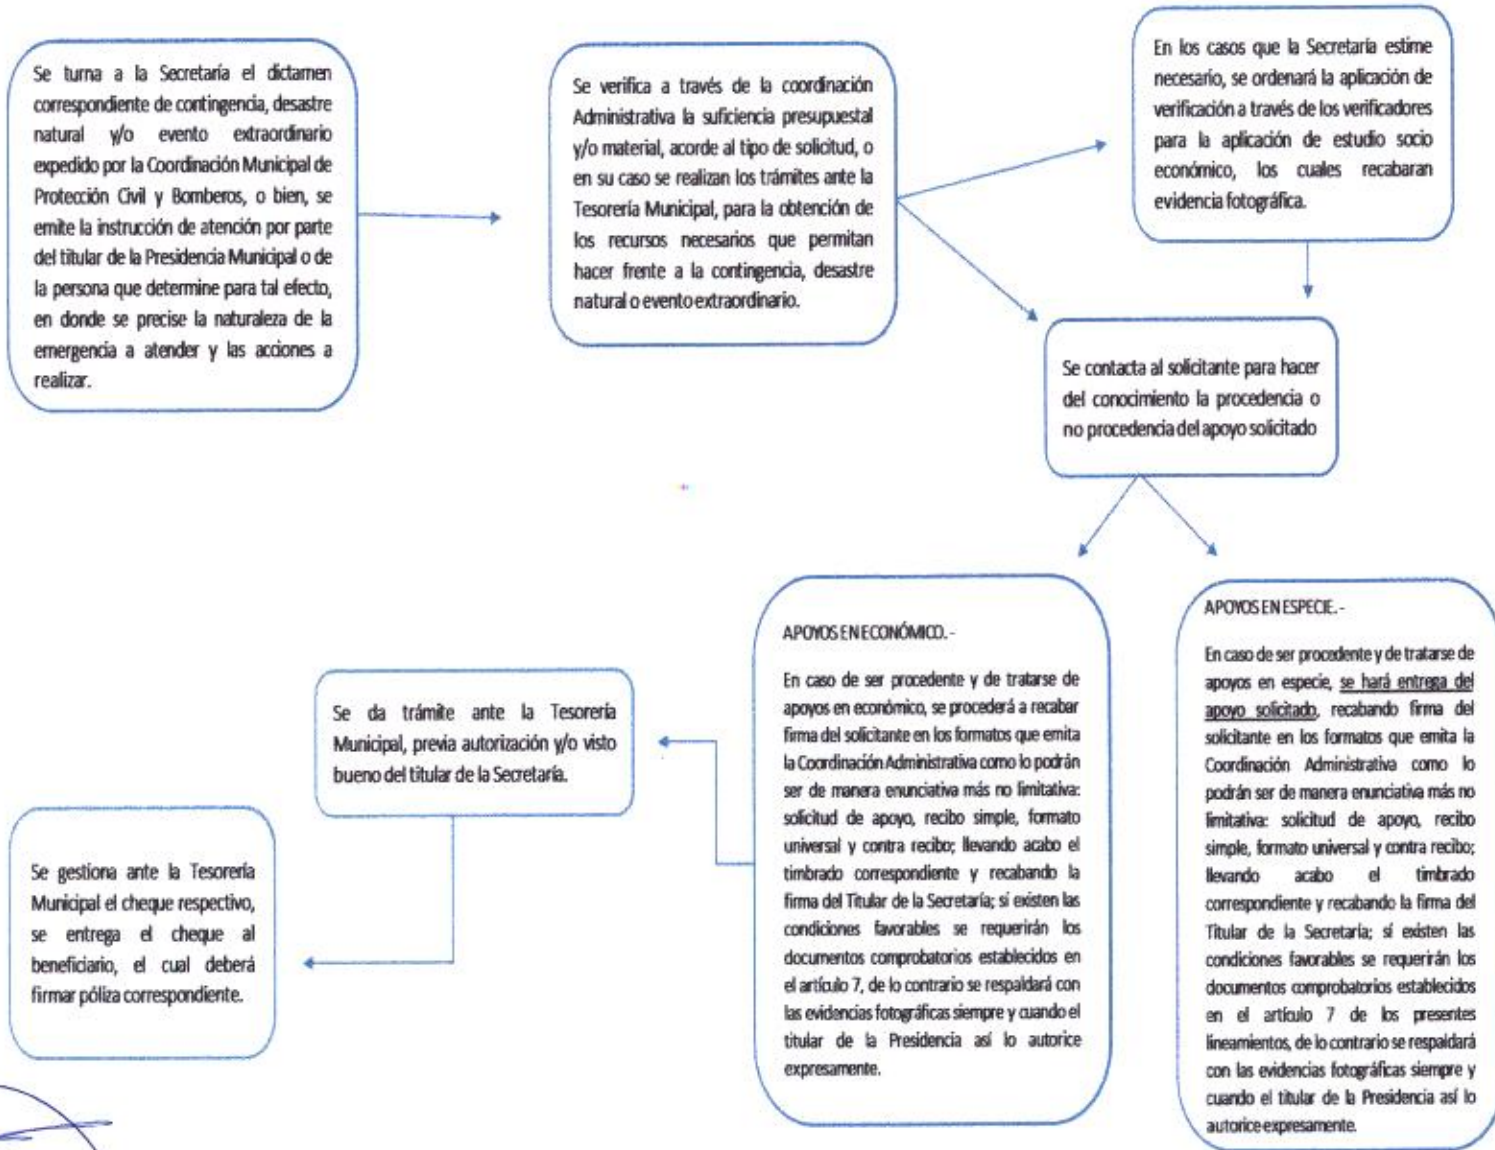 Se turna a la Secretaría el dictamen
correspondiente de contingencia, desastre
natural y/o evento extraordinario
expedido por la Coordinación Municipal de
Protección Civil y Bomberos, o bien, se
emite la instrucción de atención por parte
del titular de la Presidencia Municipal o de
la persona que determine para tal efecto,
en donde se precise la naturaleza de la
emergencia a atender y las acciones a
realizar.
Se verifica a través de la coordinación
Administrativa la suficiencia presupuestal
y/o material, acorde al tipo de solicitud, o
en su caso se realizan los trámites ante la
Tesorería Municipal, para la obtención de
los recursos necesarios que permitan
hacer frente a la contingencia, desastre
natural o evento extraordinario.
En los casos que la Secretaría estime
necesario, se ordenará la aplicación de
verificación a través de los verificadores
para la aplicación de estudio socio
económico, los cuales recabaran
evidencia fotográfica.
Se contacta al solicitante para hacer
del conocimiento la procedencia o
no procedencia del apoyo solicitado
APOYOS EN ECONÓMICO.-
En caso de ser procedente y de tratarse de
apoyos en económico, se procederá a recabar
firma del solicitante en los formatos que emita
la Coordinación Administrativa como lo podrán
ser de manera enunciativa más no limitativa:
solicitud de apoyo, recibo simple, formato
universal y contra recibo; llevando acabo el
timbrado correspondiente y recabando la
firma del Titular de la Secretaría; sí existen las
condiciones favorables se requerirán los
documentos comprobatorios establecidos en
el artículo 7, de lo contrario se respaldará con
las evidencias fotográficas siempre y cuando el
titular de la Presidencia así lo autorice
expresamente.
APOYOS EN ESPECIE.-
En caso de ser procedente y de tratarse de
apoyos en especie, se hará entrega del
apoyo solicitado, recabando firma del
solicitante en los formatos que emita la
Coordinación Administrativa como lo
podrán ser de manera enunciativa más no
limitativa: solicitud de apoyo, recibo
simple, formato universal y contra recibo;
llevando acabo el timbrado
correspondiente y recabando la firma del
Titular de la Secretaría; sí existen las
condiciones favorables se requerirán los
documentos comprobatorios establecidos
en el artículo 7 de los presentes
lineamientos, de lo contrario se respaldará
con las evidencias fotográficas siempre y
cuando el titular de la Presidencia así lo
autorice expresamente.
Se da trámite ante la Tesorería
Municipal, previa autorización y/o visto
bueno del titular de la Secretaría.
Se gestiona ante la Tesorería
Municipal el cheque respectivo,
se entrega el cheque al
beneficiario, el cual deberá
firmar póliza correspondiente.